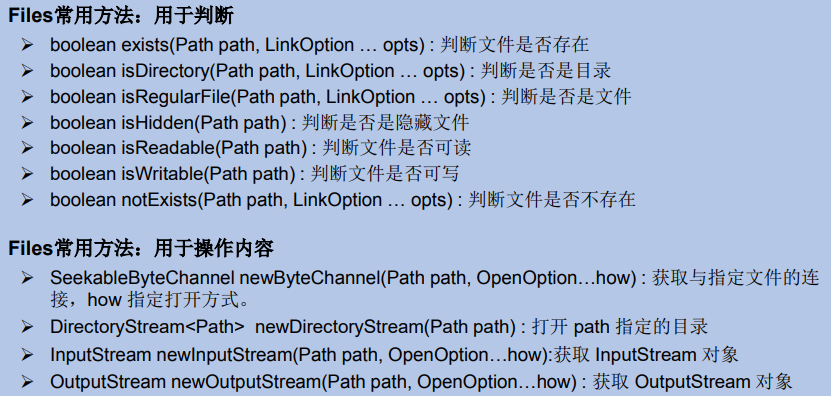 Files常用方法：用于判断
➢ boolean exists(Path path, LinkOption … opts) : 判断文件是否存在
➢ boolean isDirectory(Path path, LinkOption … opts) : 判断是否是目录
➢ boolean isRegularFile(Path path, LinkOption … opts) : 判断是否是文件
➢ boolean isHidden(Path path) : 判断是否是隐藏文件
➢ boolean isReadable(Path path) : 判断文件是否可读
➢ boolean isWritable(Path path) : 判断文件是否可写
➢ boolean notExists(Path path, LinkOption … opts) : 判断文件是否不存在
Files常用方法：用于操作内容
➢ SeekableByteChannel newByteChannel(Path path, OpenOption…how) : 获取与指定文件的连
接，how 指定打开方式。
➢ DirectoryStream<Path> newDirectoryStream(Path path) : 打开 path 指定的目录
➢ InputStream newInputStream(Path path, OpenOption…how):获取 InputStream 对象
➢ OutputStream newOutputStream(Path path, OpenOption…how) : 获取 OutputStream 对象